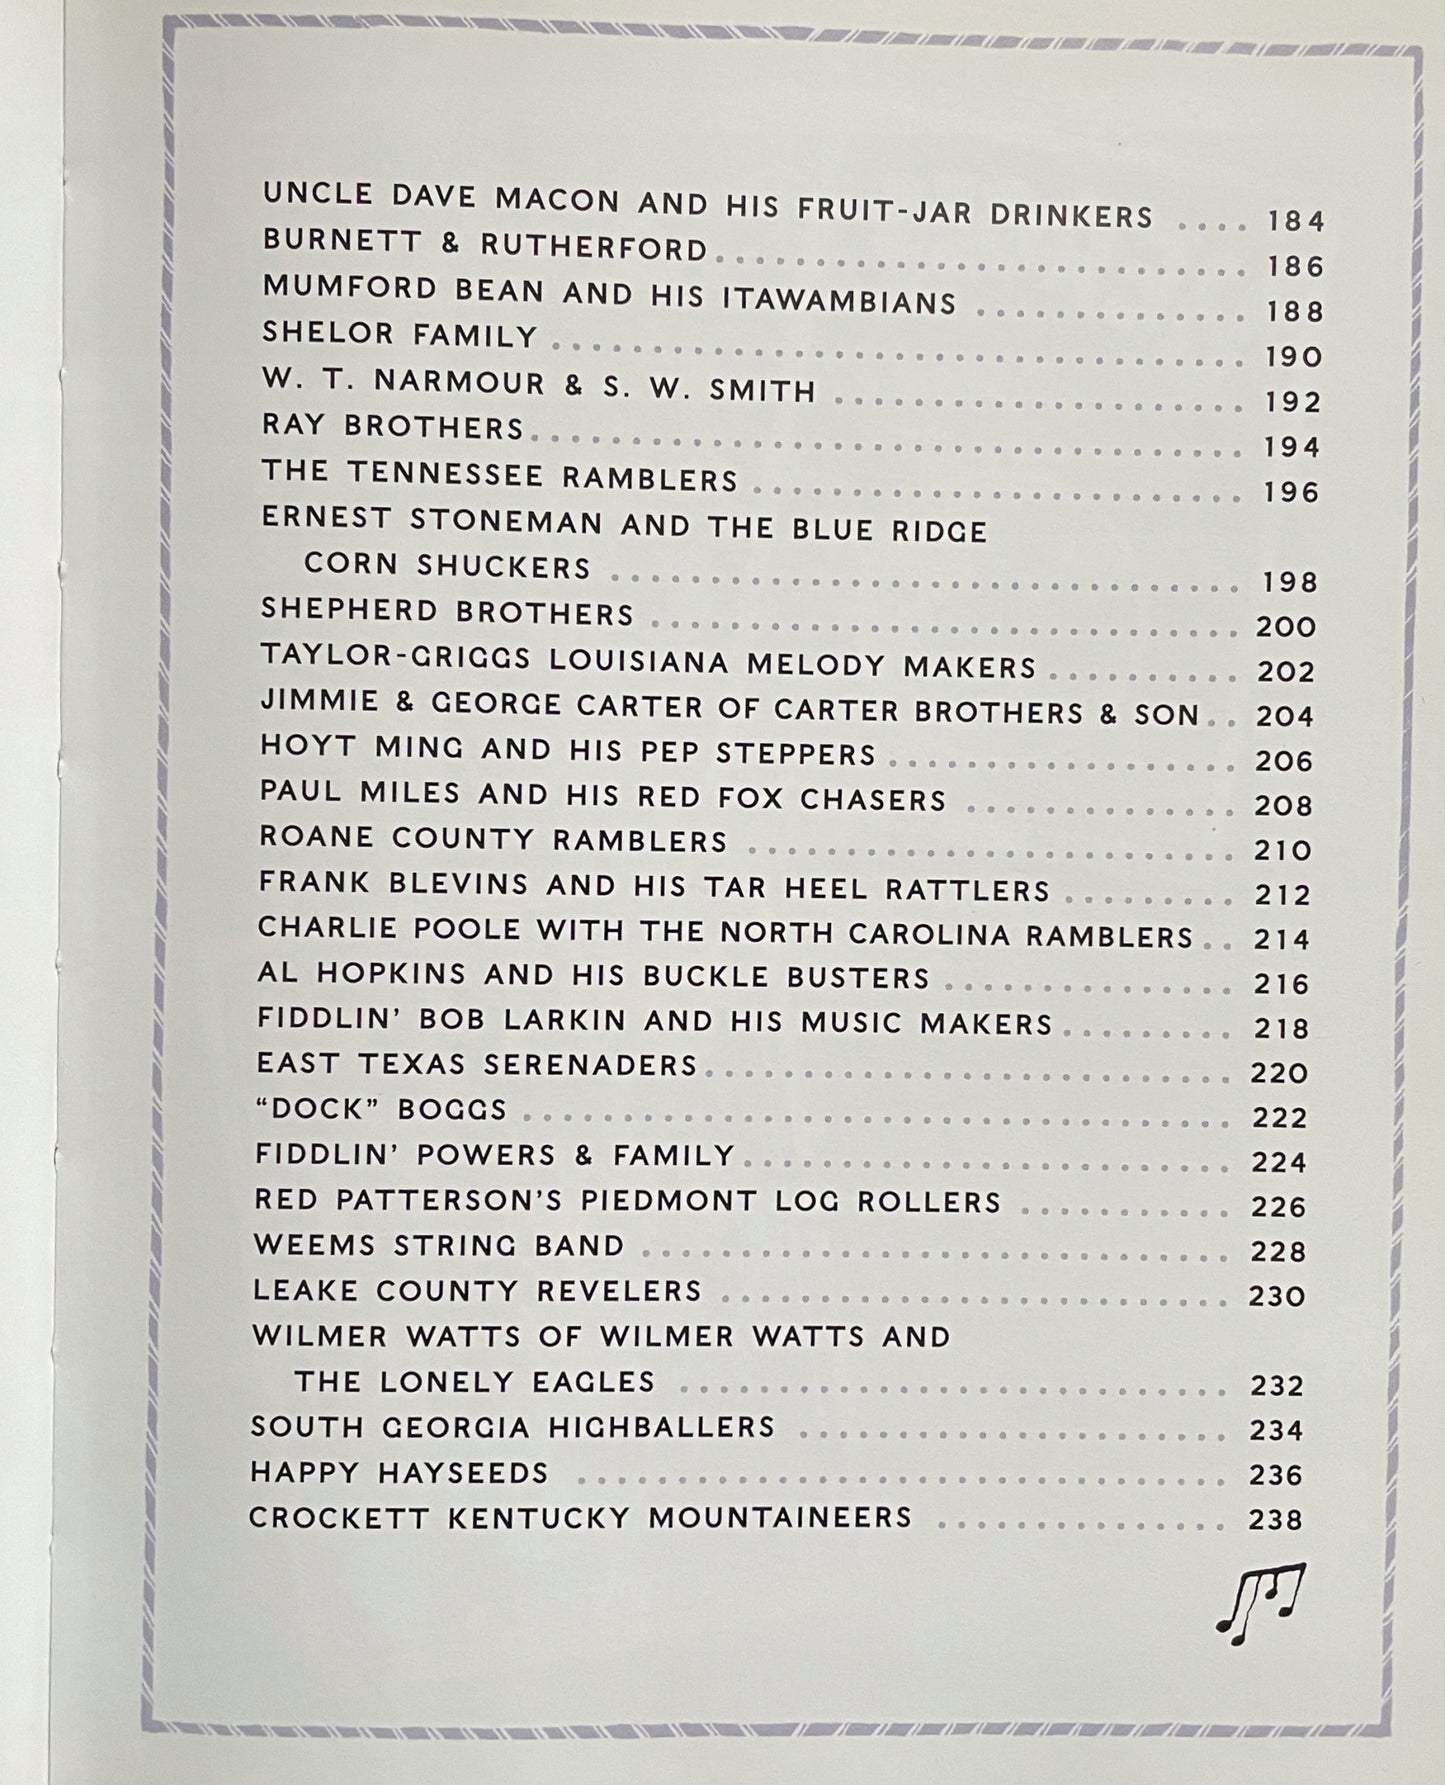 UNCLE DAVE MACON AND HIS FRUIT-JAR DRINKERS .... 184
BURNETT & RUTHERFORD........................... 186
MUMFORD BEAN AND HIS ITAWAMBIANS .............. 188
SHELOR FAMILY ................................... 190
W. T. NARMOUR & S. W. SMITH ..................... 192
RAY BROTHERS.................................... 194
THE TENNESSEE RAMBLERS ......................... 196
ERNEST STONEMAN AND THE BLUE RIDGE
CORN SHUCKERS ................................ 198
SHEPHERD BROTHERS .............................. 200
TAYLOR-GRIGGS LOUISIANA MELODY MAKERS .......... 202
JIMMIE & GEORGE CARTER OF CARTER BROTHERS & SON.. 204
HOYT MING AND HIS PEP STEPPERS .................. 206
PAUL MILES AND HIS RED FOX CHASERS .............. 208
ROANE COUNTY RAMBLERS ......................... 210
FRANK BLEVINS AND HIS TAR HEEL RATTLERS ......... 212
CHARLIE POOLE WITH THE NORTH CAROLINA RAMBLERS.. 214
AL HOPKINS AND HIS BUCKLE BUSTERS ............... 216
FIDDLIN’ BOB LARKIN AND HIS MUSIC MAKERS......... 218
EAST TEXAS SERENADERS........................... 220
“DOCK” BOGGS .................................... 222
FIDDLIN’ POWERS & FAMILY......................... 224
RED PATTERSON’S PIEDMONT LOG ROLLERS ........... 226
WEEMS STRING BAND .............................. 228
LEAKE COUNTY REVELERS .......................... 230
WILMER WATTS OF WILMER WATTS AND
THE LONELY EAGLES ............................ 232
SOUTH GEORGIA HIGHBALLERS ...................... 234
HAPPY HAYSEEDS ................................. 236
CROCKETT KENTUCKY MOUNTAINEERS ............... 238